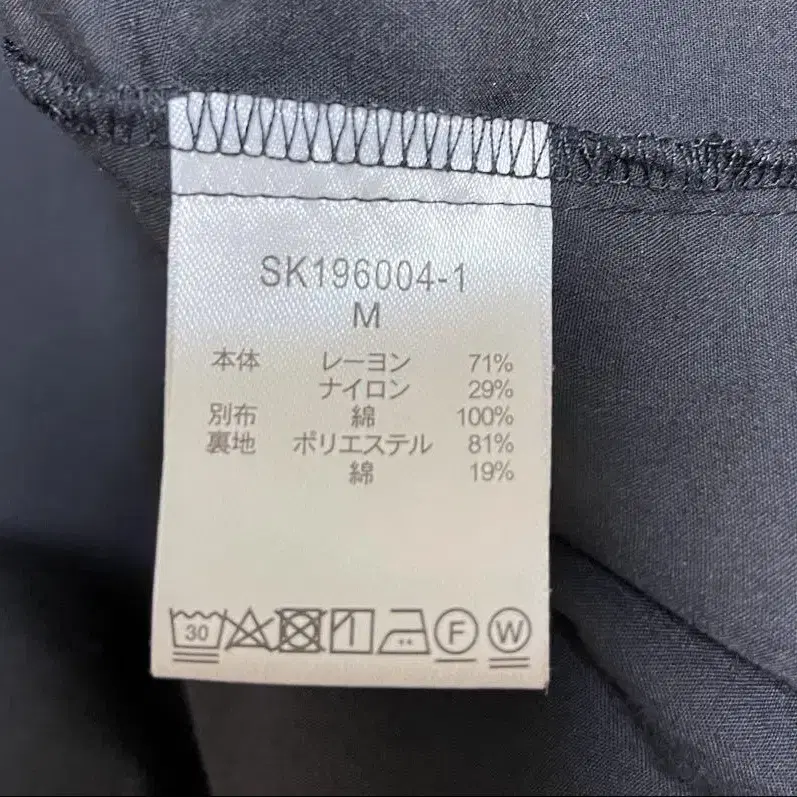 SK196004-1
M
本体 レーヨン 71%
ナイロン 29%
別布 綿 100%
裏地 ポリエステル 81%
綿 19%
30 F W